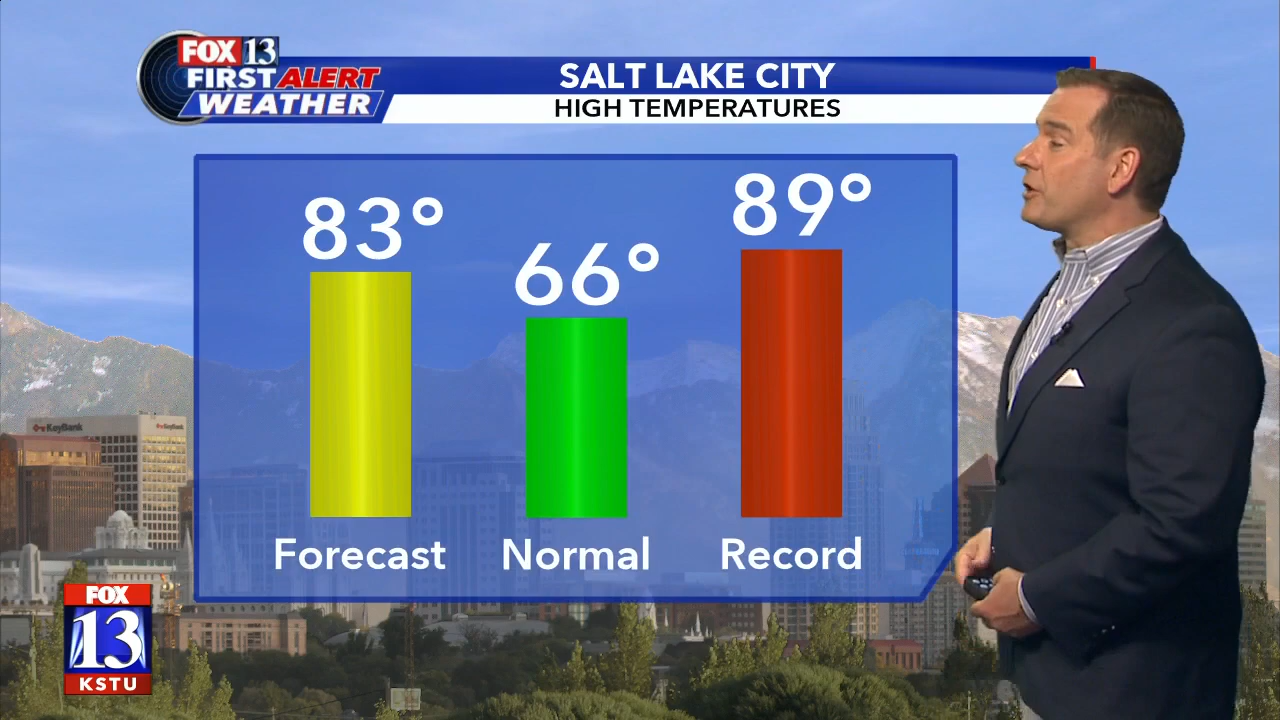 FOX 13
FIRST ALERT
WEATHER
SALT LAKE CITY
HIGH TEMPERATURES
83°
66°
89°
Forecast
Normal
Record
KeyBank
KeyBank
FOX
13
KSTU